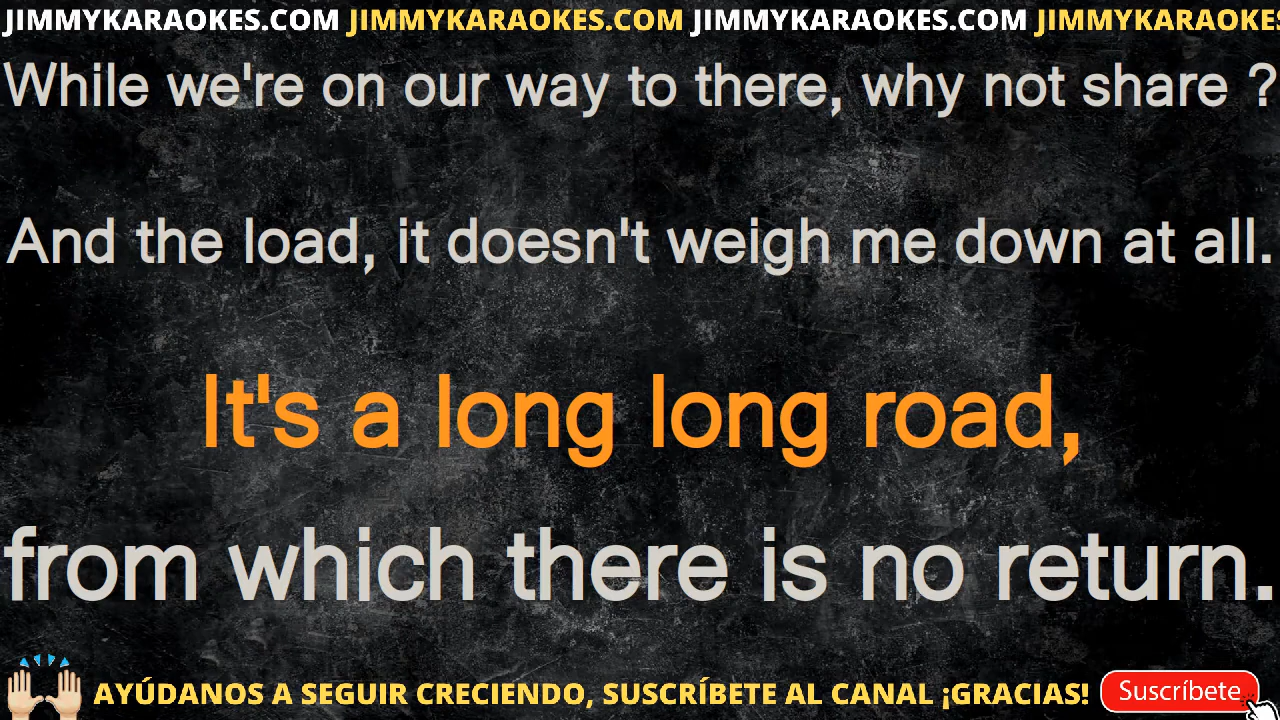 JIMMYKARAOKES.COM JIMMYKARAOKES.COM JIMMYKARAOKES.COM JIMMYKARAOKES
While we're on our way to there, why not share ?
And the load, it doesn't weigh me down at all.
It's a long long road,
from which there is no return.
AYÚDANOS A SEGUIR CRECIENDO, SUSCRÍBETE AL CANAL ¡GRACIAS! Suscríbete